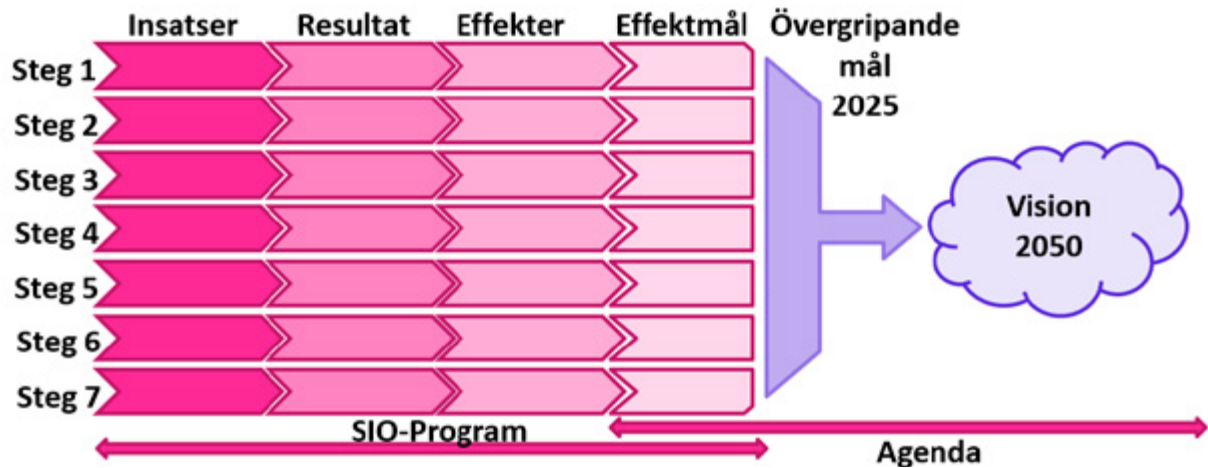 Insatser Resultat Effekter Effektmål Övergripande
mål
2025
Steg 1
Steg 2
Steg 3
Steg 4
Steg 5
Steg 6
Steg 7
Vision
2050
SIO-Program
Agenda